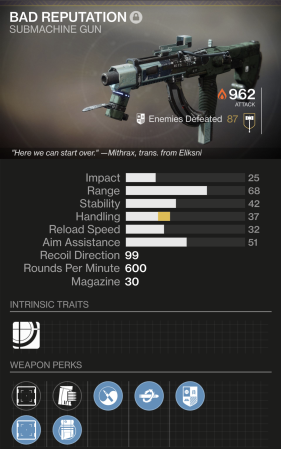 BAD REPUTATION
SUBMACHINE GUN
962
ATTACK
Enemies Defeated 87
"Here we can start over." —Mithrax, trans. from Eliksni
Impact 25
Range 68
Stability 42
Handling 37
Reload Speed 32
Aim Assistance 51
Recoil Direction 99
Rounds Per Minute 600
Magazine 30
INTRINSIC TRAITS
WEAPON PERKS